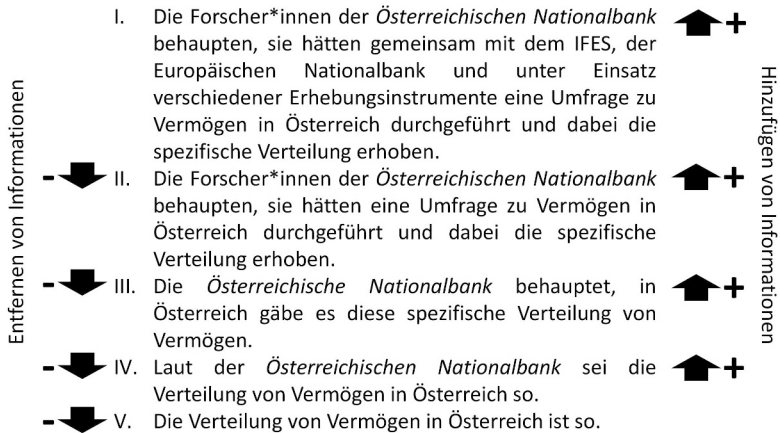 I. Die Forscher*innen der Österreichischen Nationalbank
behaupten, sie hätten gemeinsam mit dem IFES, der
Europäischen Nationalbank und unter Einsatz
verschiedener Erhebungsinstrumente eine Umfrage zu
Vermögen in Österreich durchgeführt und dabei die
spezifische Verteilung erhoben.
II. Die Forscher*innen der Österreichischen Nationalbank
behaupten, sie hätten eine Umfrage zu Vermögen in
Österreich durchgeführt und dabei die spezifische
Verteilung erhoben.
III. Die Österreichische Nationalbank behauptet, in
Österreich gäbe es diese spezifische Verteilung von
Vermögen.
IV. Laut der Österreichischen Nationalbank sei die
Verteilung von Vermögen in Österreich so.
V. Die Verteilung von Vermögen in Österreich ist so.
Entfernen von Informationen
Hinzufügen von Informationen